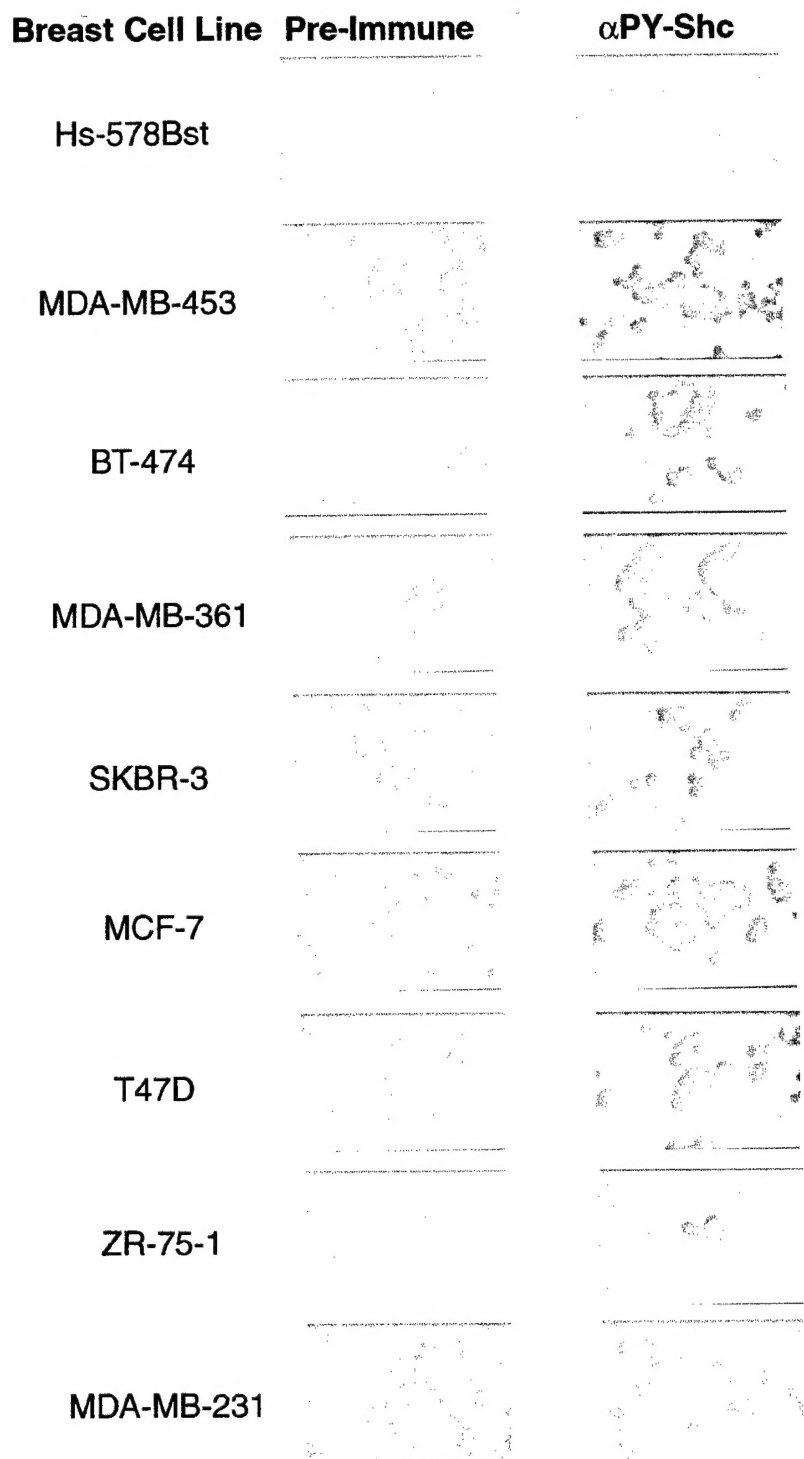 Breast Cell Line Pre-Immune αPY-Shc
Hs-578Bst
MDA-MB-453
BT-474
MDA-MB-361
SKBR-3
MCF-7
T47D
ZR-75-1
MDA-MB-231